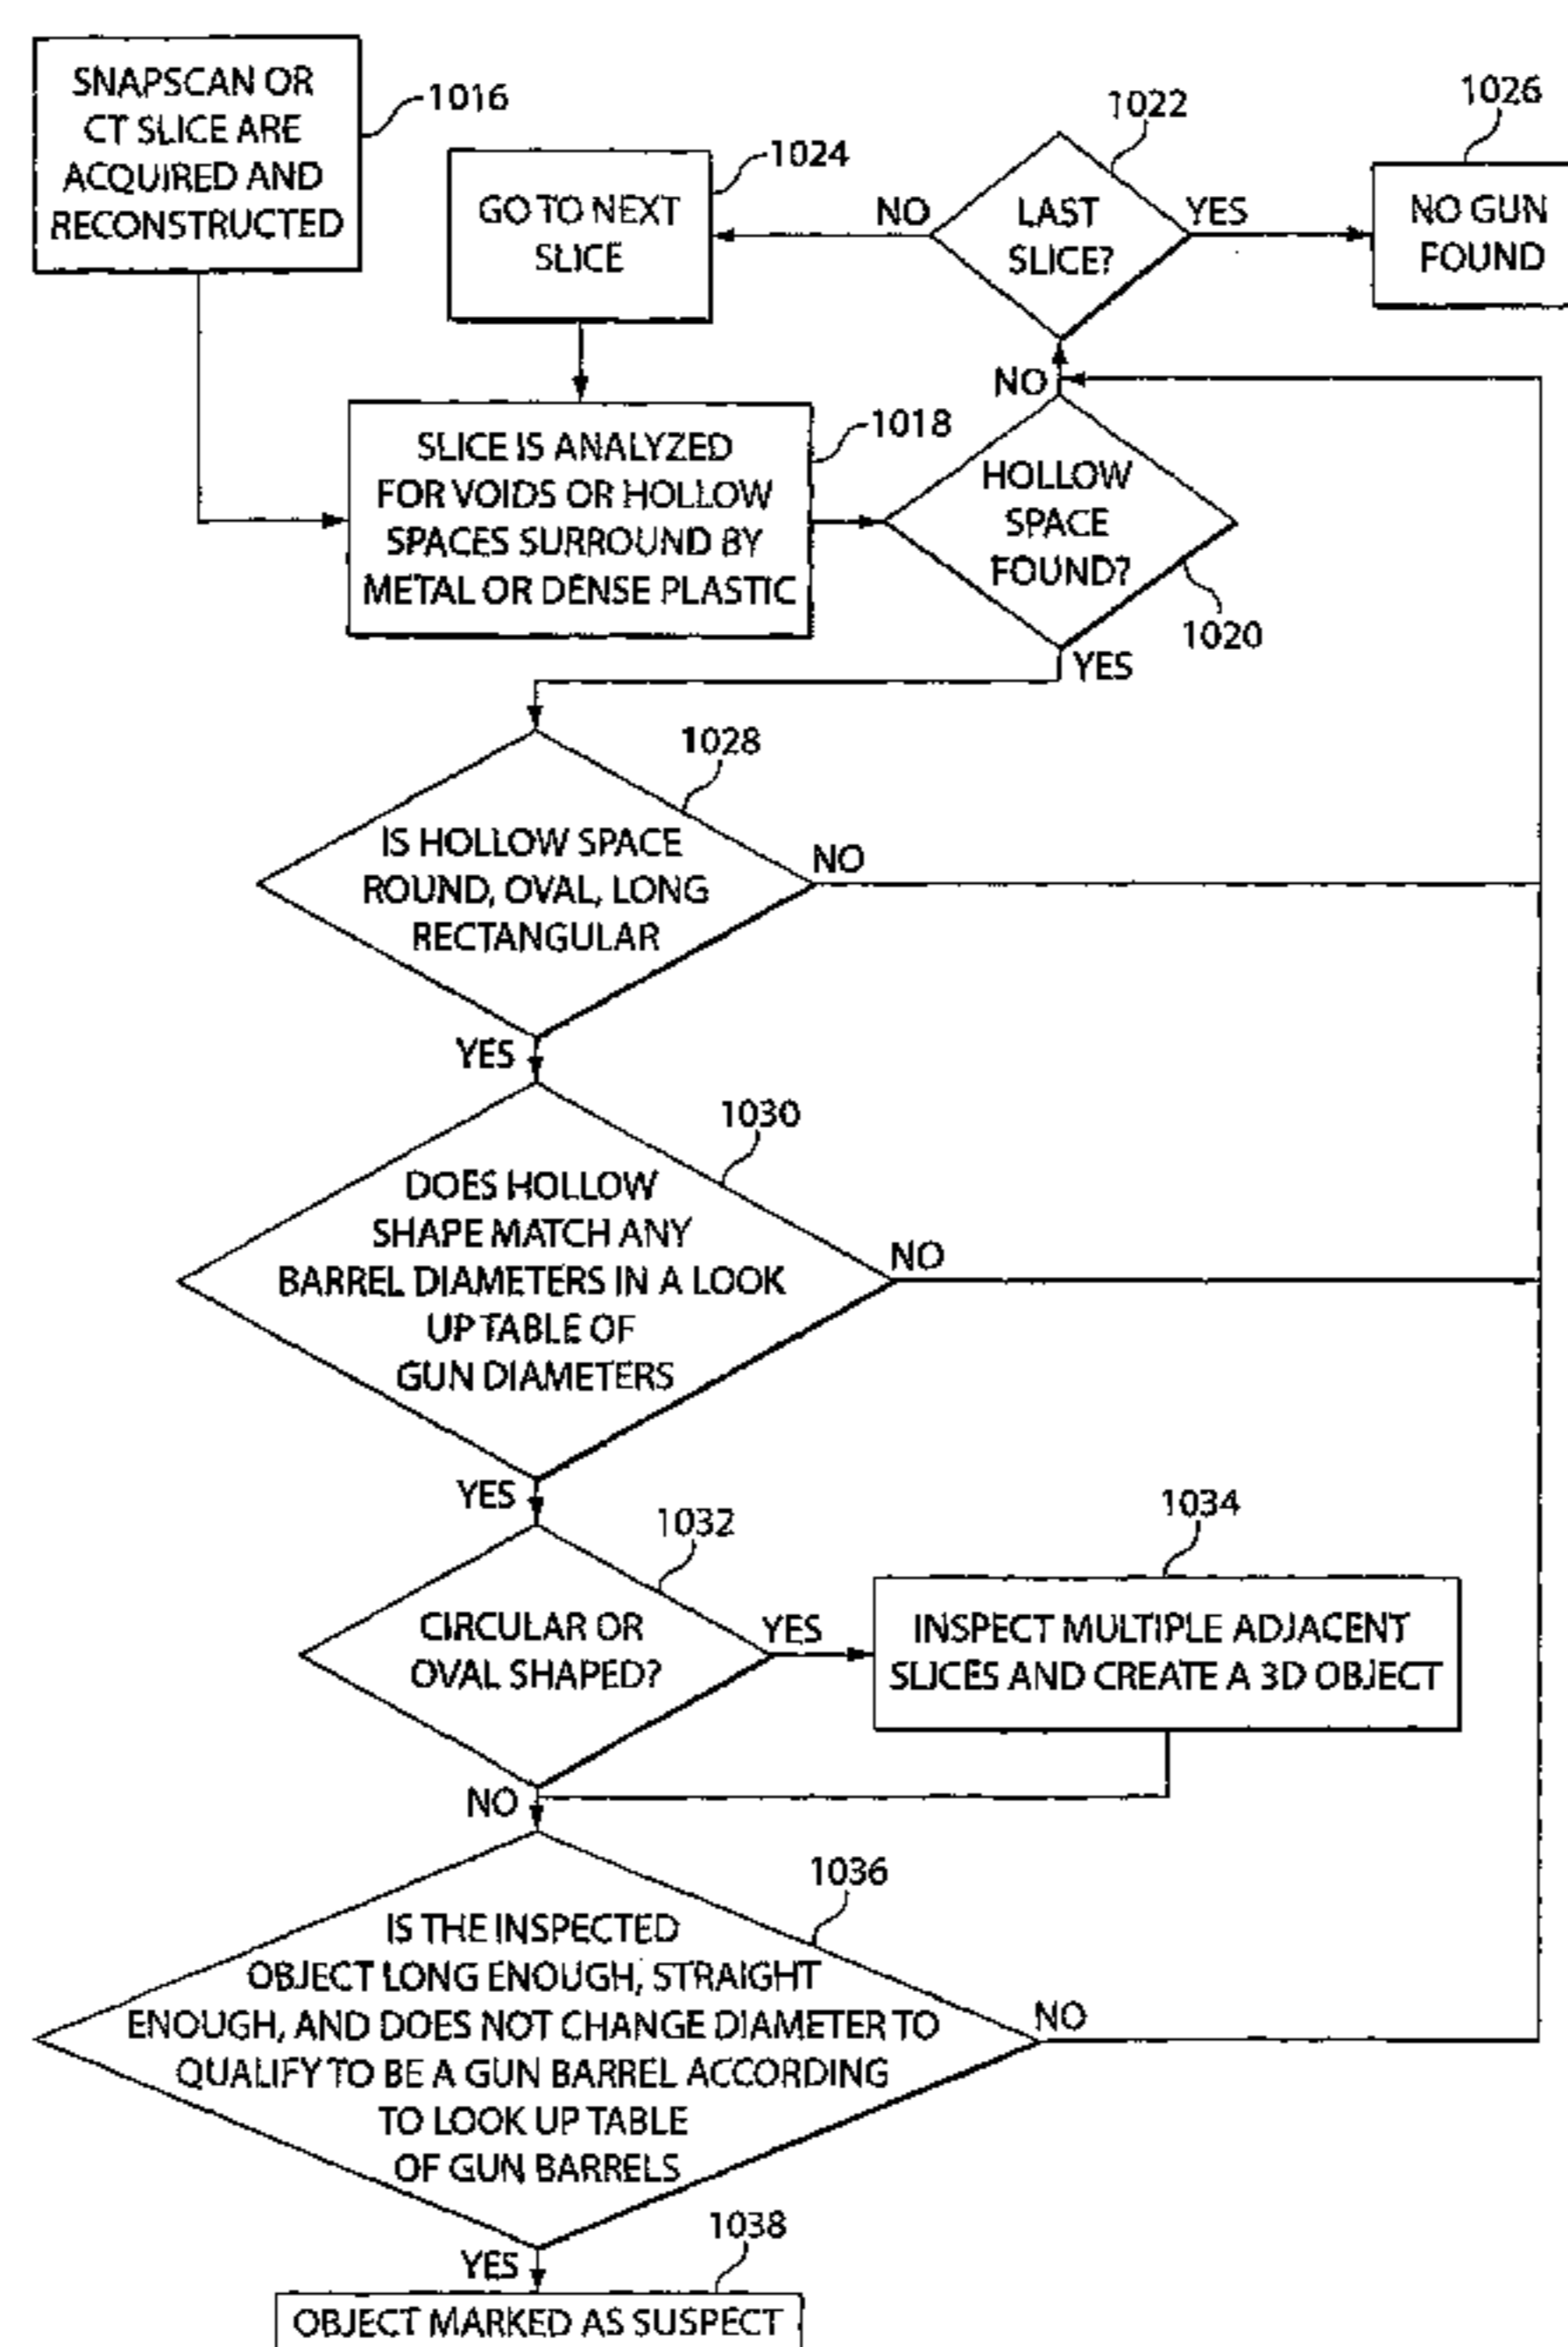 SNAPSCAN OR
CT SLICE ARE
ACQUIRED AND
RECONSTRUCTED
1016
GO TO NEXT
SLICE
1024
NO
LAST
SLICE?
1022
YES
NO GUN
FOUND
1026
SLICE IS ANALYZED
FOR VOIDS OR HOLLOW
SPACES SURROUND BY
METAL OR DENSE PLASTIC
1018
NO
HOLLOW
SPACE
FOUND?
1020
YES
1028
IS HOLLOW SPACE
ROUND, OVAL, LONG
RECTANGULAR
NO
YES
1030
DOES HOLLOW
SHAPE MATCH ANY
BARREL DIAMETERS IN A LOOK
UP TABLE OF
GUN DIAMETERS
NO
YES
1032
CIRCULAR OR
OVAL SHAPED?
YES
1034
INSPECT MULTIPLE ADJACENT
SLICES AND CREATE A 3D OBJECT
NO
1036
IS THE INSPECTED
OBJECT LONG ENOUGH, STRAIGHT
ENOUGH, AND DOES NOT CHANGE DIAMETER TO
QUALIFY TO BE A GUN BARREL ACCORDING
TO LOOK UP TABLE
OF GUN BARRELS
NO
YES
1038
OBJECT MARKED AS SUSPECT